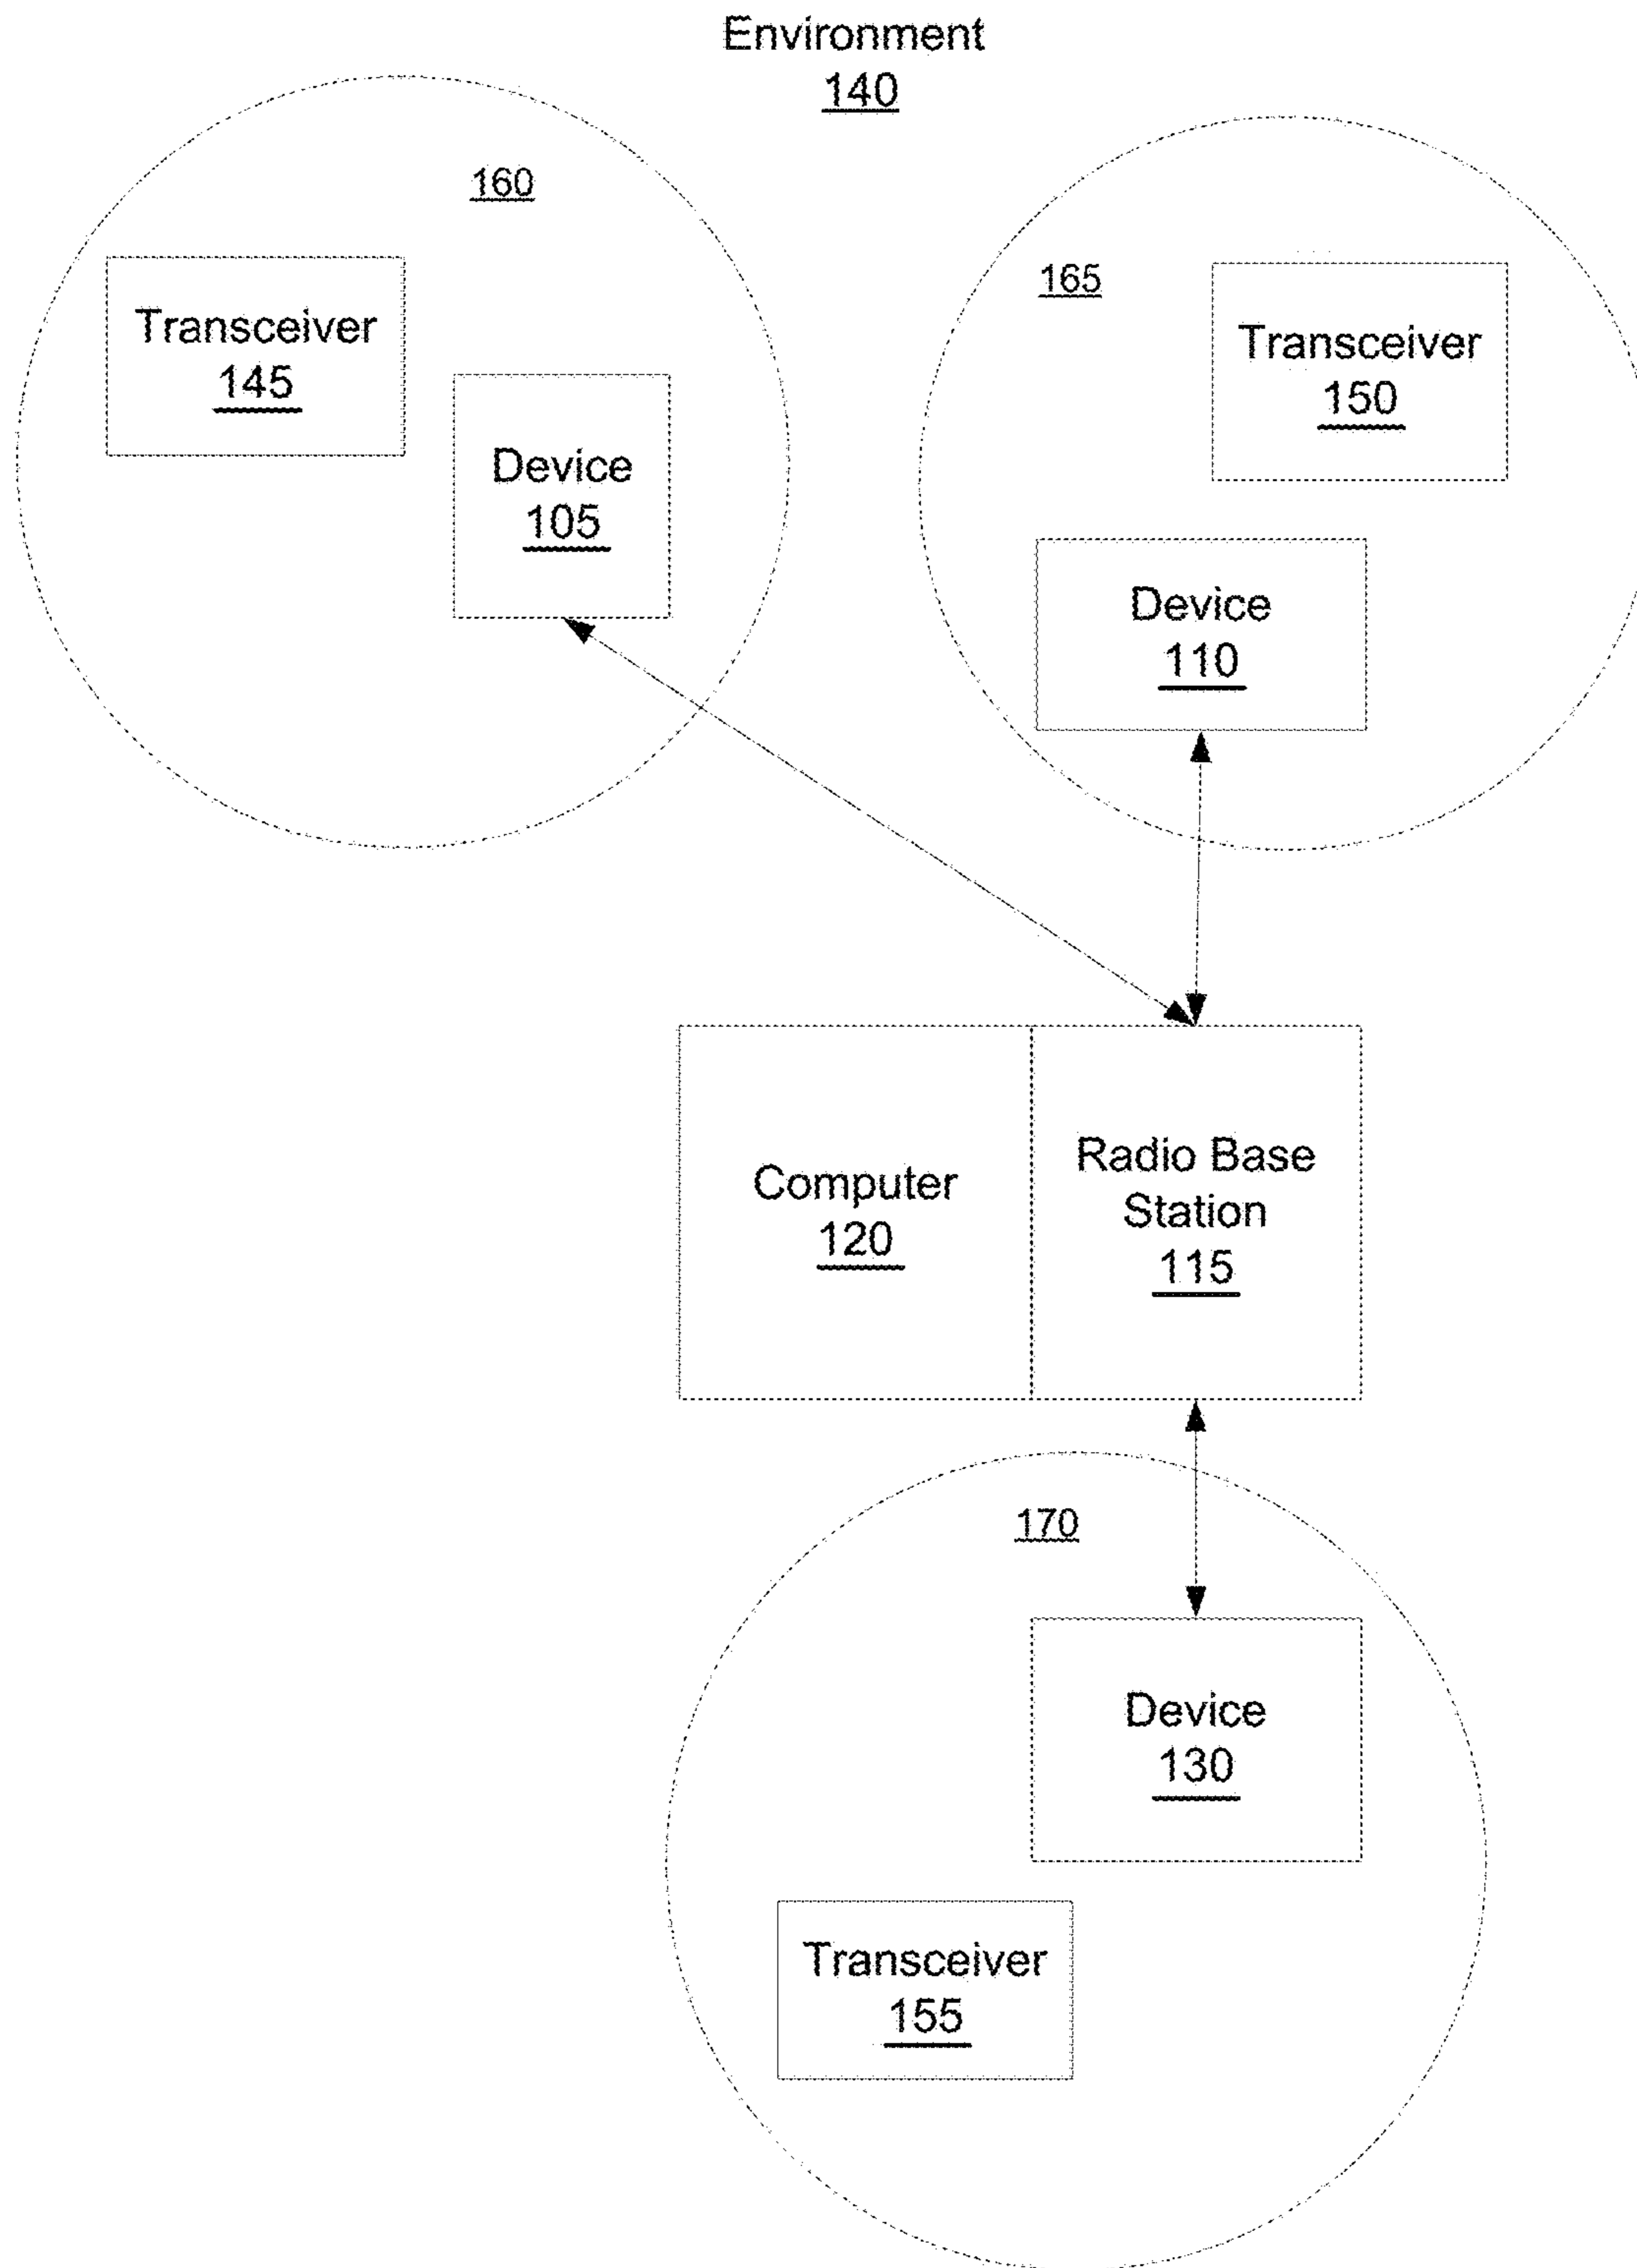 Environment
140
160
Transceiver
145
Device
105
165
Transceiver
150
Device
110
Computer
120
Radio Base
Station
115
170
Device
130
Transceiver
155